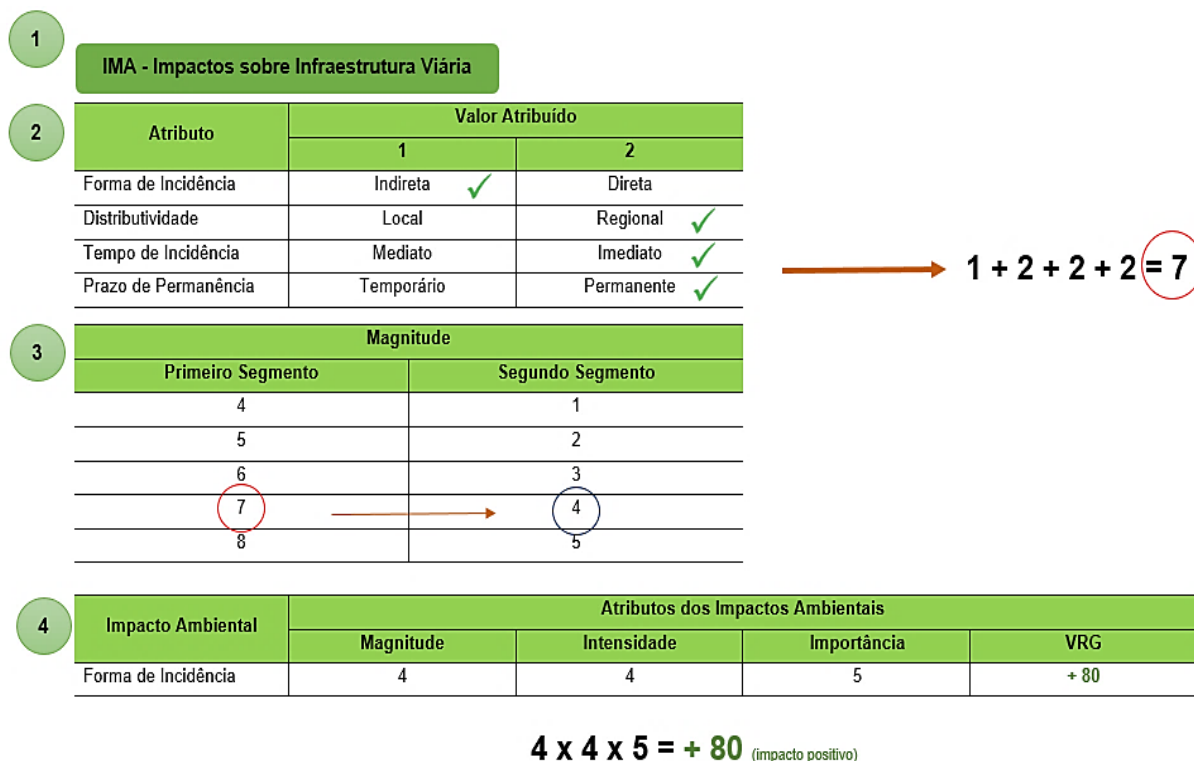 1
IMA - Impactos sobre Infraestrutura Viária
2
Atributo
Valor Atribuído
1 2
Forma de Incidência Indireta ✓ Direta
Distributividade Local Regional ✓
Tempo de Incidência Mediato Imediato ✓
Prazo de Permanência Temporário Permanente ✓
1 + 2 + 2 + 2 = 7
3
Magnitude
Primeiro Segmento Segundo Segmento
4 1
5 2
6 3
7 4
8 5
4
Impacto Ambiental
Atributos dos Impactos Ambientais
Magnitude Intensidade Importância VRG
Forma de Incidência 4 4 5 + 80
4 x 4 x 5 = + 80 (impacto positivo)